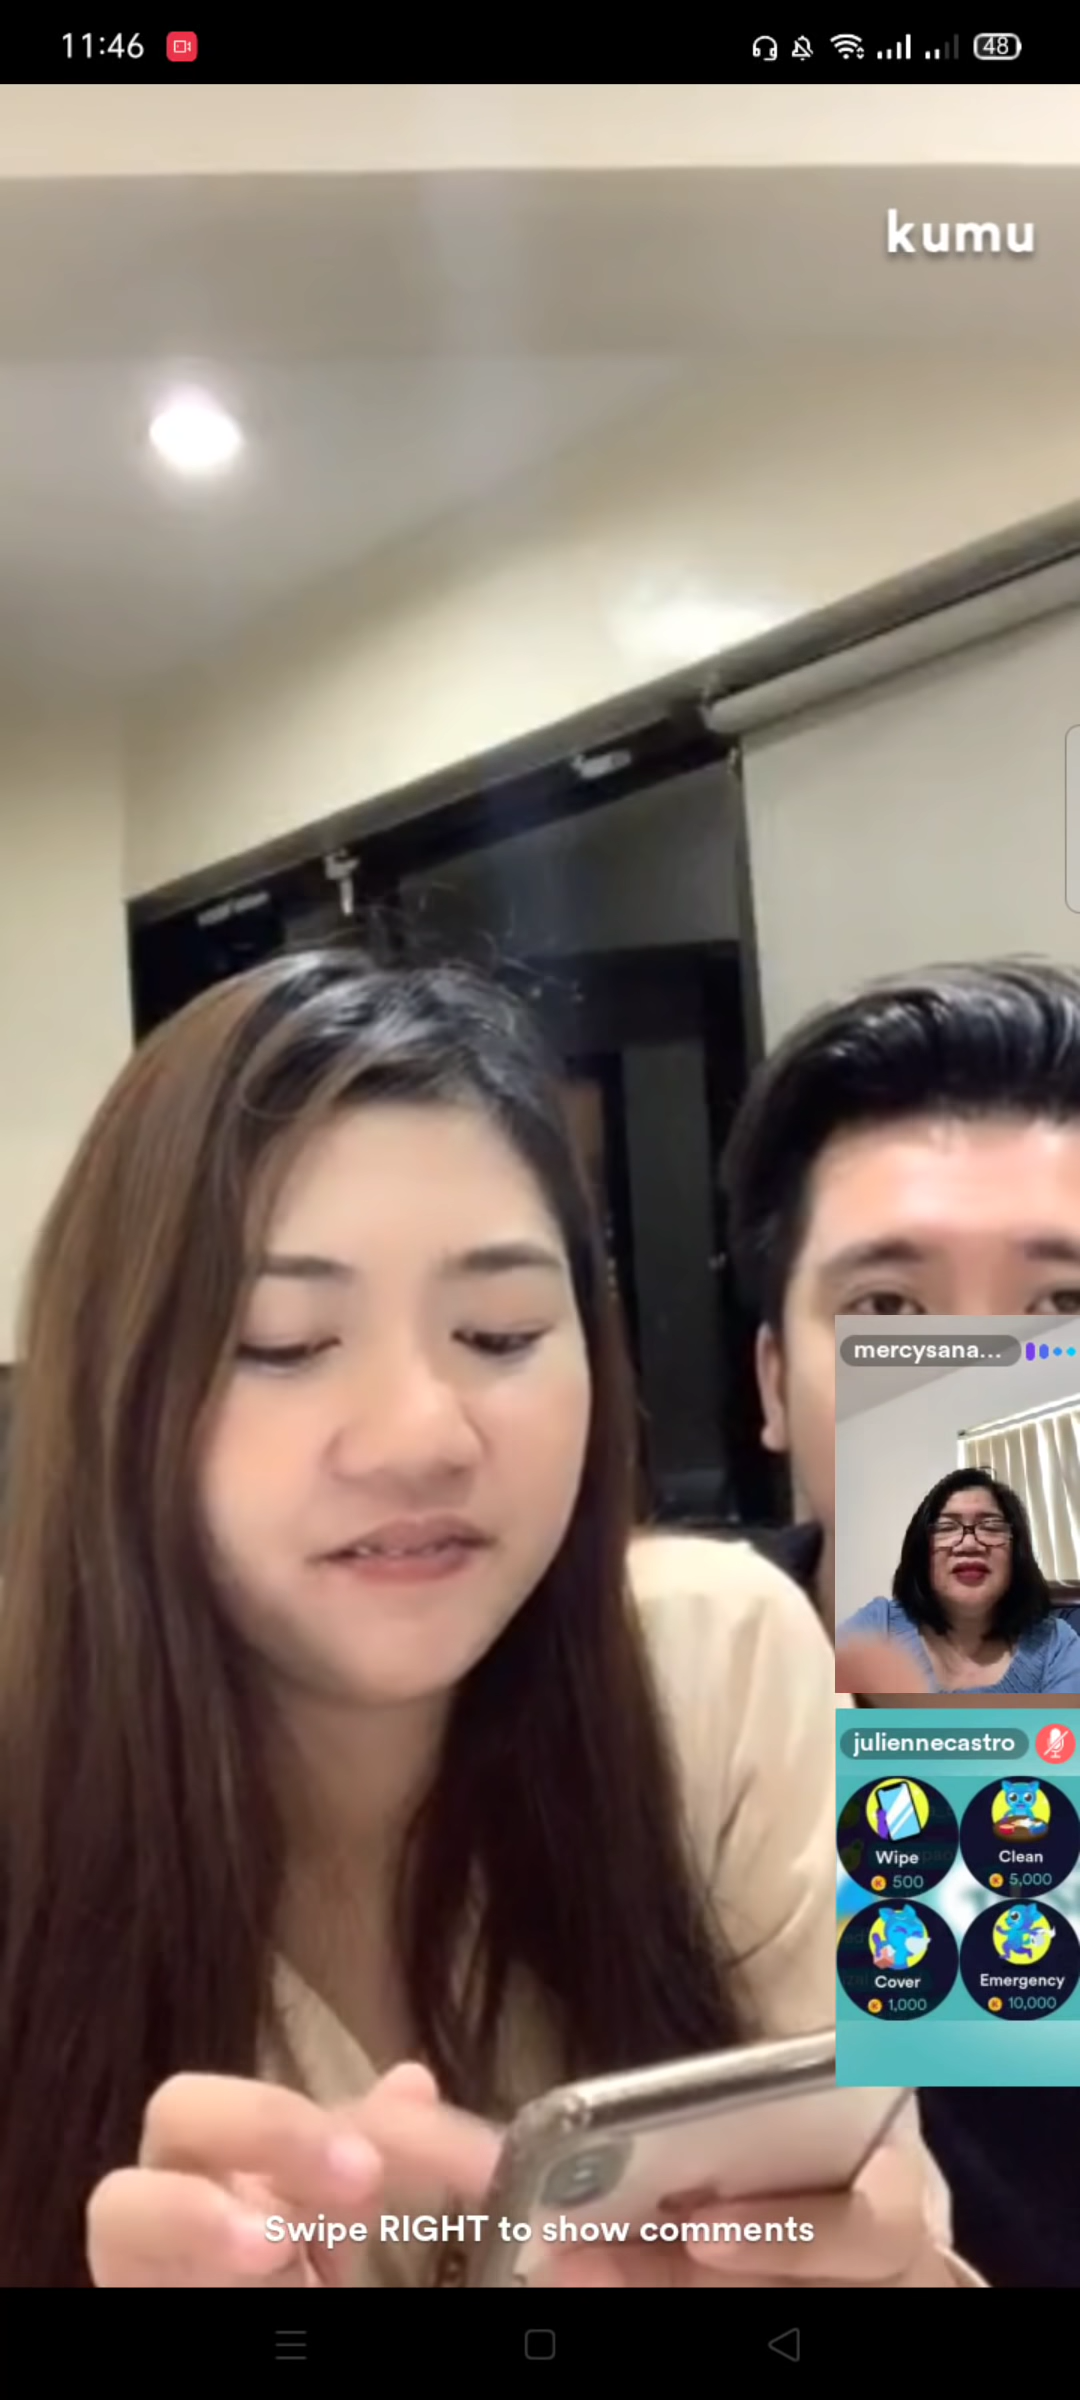 11:46
48
kumu
mercysana...
juliennecastro
Wipe
500
Clean
5,000
Cover
1,000
Emergency
10,000
Swipe RIGHT to show comments